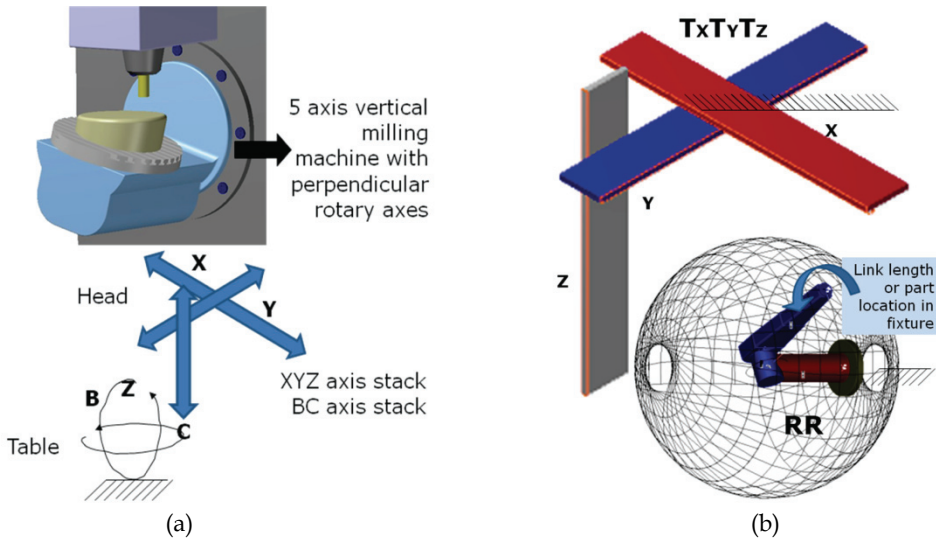 5 axis vertical
milling
machine with
perpendicular
rotary axes
X
Head
Y
XYZ axis stack
BC axis stack
B
Z
C
Table
(a)
TxTyTz
X
Y
Z
Link length
or part
location in
fixture
RR
(b)